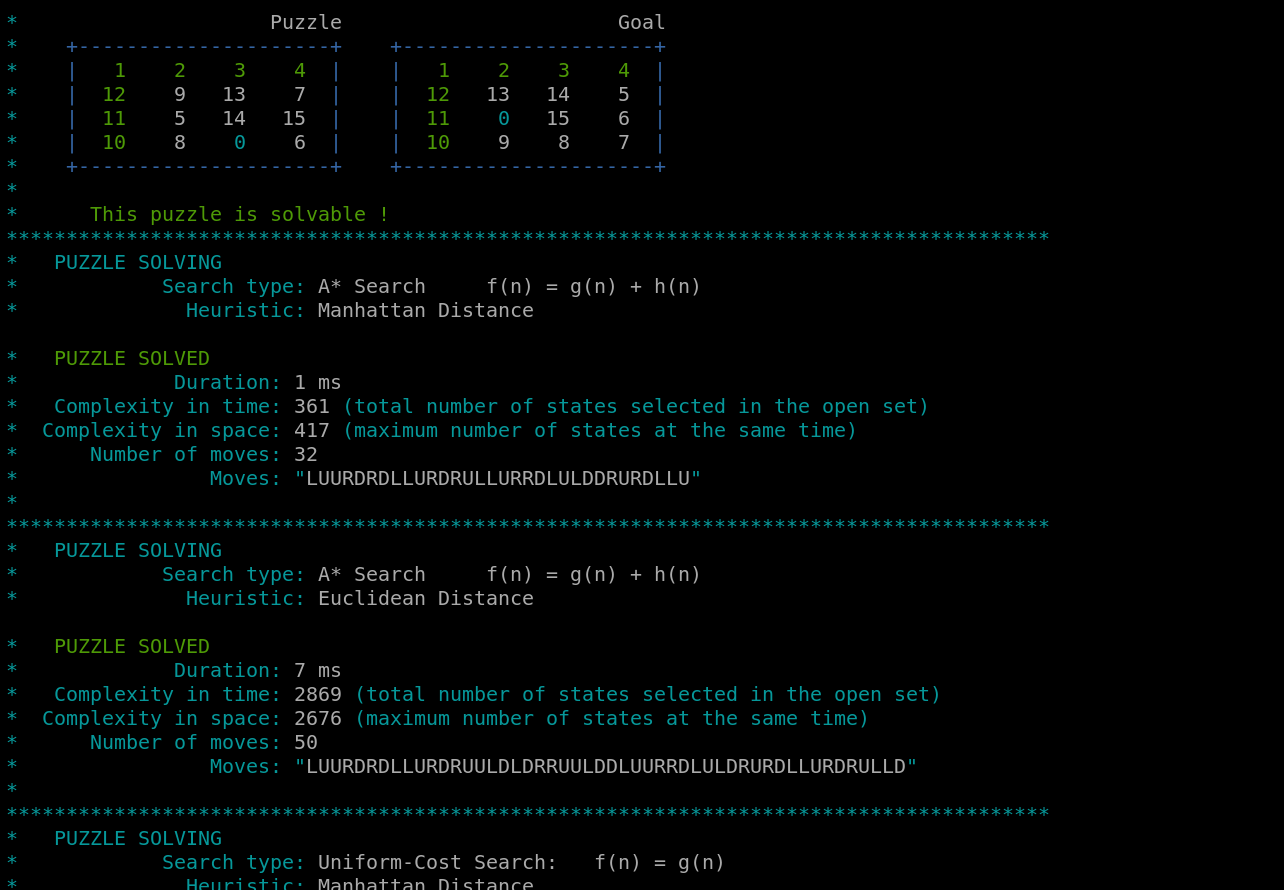 *                     Puzzle                       Goal
*    +---------------------+    +---------------------+
*    |   1    2    3    4  |    |   1    2    3    4  |
*    |  12    9   13    7  |    |  12   13   14    5  |
*    |  11    5   14   15  |    |  11    0   15    6  |
*    |  10    8    0    6  |    |  10    9    8    7  |
*    +---------------------+    +---------------------+
*
*      This puzzle is solvable !
***************************************************************************************
*   PUZZLE SOLVING
*            Search type: A* Search     f(n) = g(n) + h(n)
*              Heuristic: Manhattan Distance

*   PUZZLE SOLVED
*             Duration: 1 ms
*   Complexity in time: 361 (total number of states selected in the open set)
*  Complexity in space: 417 (maximum number of states at the same time)
*      Number of moves: 32
*                Moves: "LUURDRDLLURDRULLURRDLULDDRURDLLU"
*
***************************************************************************************
*   PUZZLE SOLVING
*            Search type: A* Search     f(n) = g(n) + h(n)
*              Heuristic: Euclidean Distance

*   PUZZLE SOLVED
*             Duration: 7 ms
*   Complexity in time: 2869 (total number of states selected in the open set)
*  Complexity in space: 2676 (maximum number of states at the same time)
*      Number of moves: 50
*                Moves: "LUURDRDLLURDRUULDLDRRUULDDLUURRDLULDRURDLLURDRULLD"
*
***************************************************************************************
*   PUZZLE SOLVING
*            Search type: Uniform-Cost Search:   f(n) = g(n)
*              Heuristic: Manhattan Distance